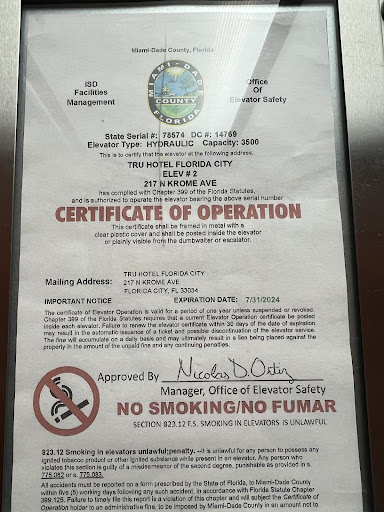 Miami-Dade County, Florida
ISD
Facilities
Management
MIAMI-DADE
COUNTY
FLORIDA
Office
Of
Elevator Safety
State Serial #: 78574 DC #: 14769
Elevator Type: HYDRAULIC Capacity: 3500
This is to certify that the elevator at the following address:
TRU HOTEL FLORIDA CITY
ELEV # 2
217 N KROME AVE
has complied with Chapter 399 of the Florida Statutes,
and is authorized to operate the elevator bearing the above serial number
CERTIFICATE OF OPERATION
This certificate shall be framed in metal with a
clear plastic cover and shall be posted inside the elevator
or plainly visible from the dumbwaiter or escalator.
Mailing Address:
TRU HOTEL FLORIDA CITY
217 N KROME AVE
FLORIDA CITY, FL 33034
IMPORTANT NOTICE EXPIRATION DATE: 7/31/2024
The certificate of Elevator Operation is valid for a period of one year unless suspended or revoked.
Chapter 399 of the Florida Statutes requires that a current Elevator Operation certificate be posted
inside each elevator. Failure to renew the elevator certificate within 30 days of the date of expiration
may result in the automatic issuance of a ticket and possible discontinuation of the elevator service.
The fine will accumulate on a daily basis and may ultimately result in a lien being placed against the
property in the amount of the unpaid fine and any continuing penalties.
Approved By Nicolas D. Ortiz
Manager, Office of Elevator Safety
NO SMOKING/NO FUMAR
SECTION 823.12 F.S. SMOKING IN ELEVATORS IS UNLAWFUL
823.12 Smoking in elevators unlawful;penalty.--it is unlawful for any person to possess any
ignited tobacco product or other ignited substance while present in an elevator. Any person who
violates this section is guilty of a misdemeanor of the second degree, punishable as provided in s.
775.082 or s. 775.083.
All accidents must be reported on a form prescribed by the State of Florida, to Miami-Dade County
within five (5) working days following any such accident. In accordance with Florida Statute Chapter
399.125. Failure to timely file this report is a violation of this chapter and will subject the Certificate of
Operation holder to an administrative fine, to be imposed by Miami-Dade County in an amount not to